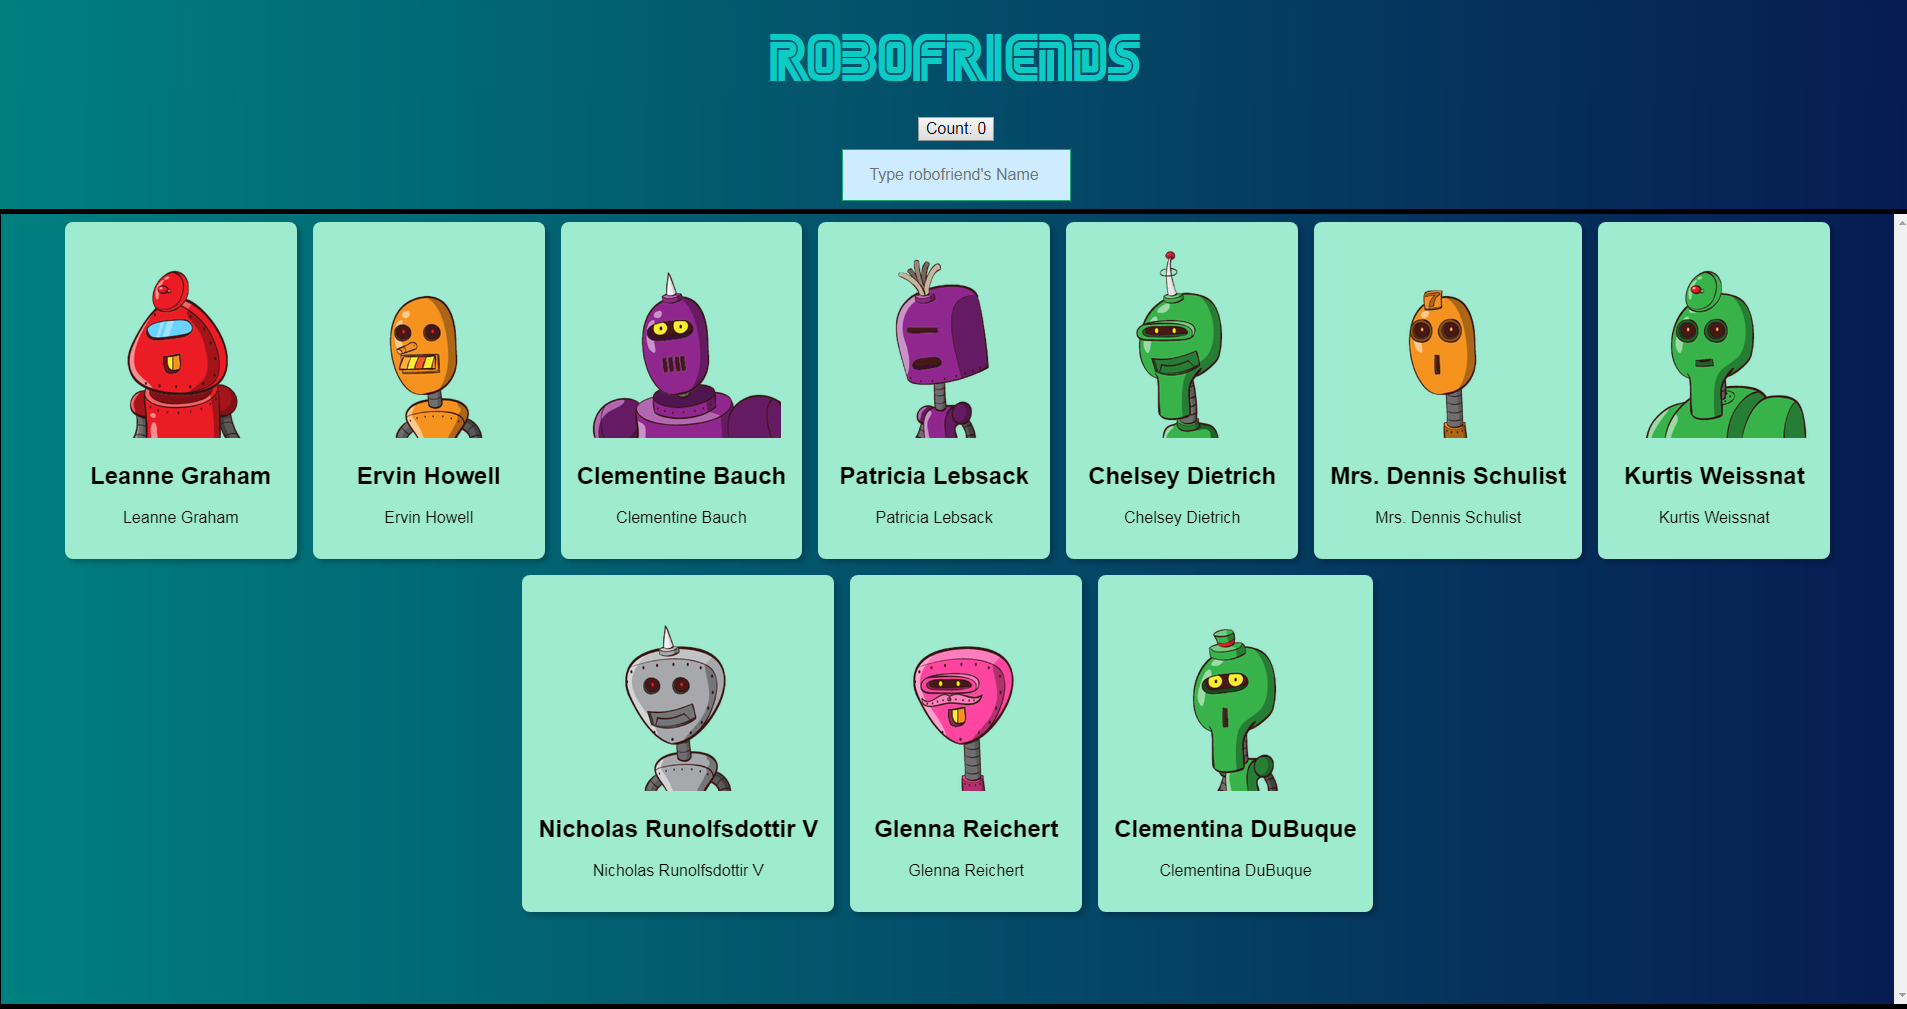 ROBOFRIENDS
Count: 0
Type robofriend's Name
7
Leanne Graham
Ervin Howell
Clementine Bauch
Patricia Lebsack
Chelsey Dietrich
Mrs. Dennis Schulist
Kurtis Weissnat
Leanne Graham
Ervin Howell
Clementine Bauch
Patricia Lebsack
Chelsey Dietrich
Mrs. Dennis Schulist
Kurtis Weissnat
Nicholas Runolfsdottir V
Glenna Reichert
Clementina DuBuque
Nicholas Runolfsdottir V
Glenna Reichert
Clementina DuBuque